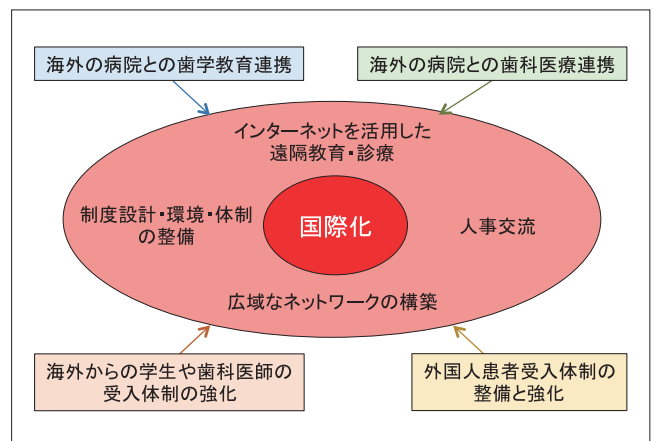 海外の病院との歯学教育連携
海外の病院との歯科医療連携
インターネットを活用した
遠隔教育・診療
制度設計・環境・体制
の整備
国際化
人事交流
広域なネットワークの構築
海外からの学生や歯科医師の
受入体制の強化
外国人患者受入体制の
整備と強化